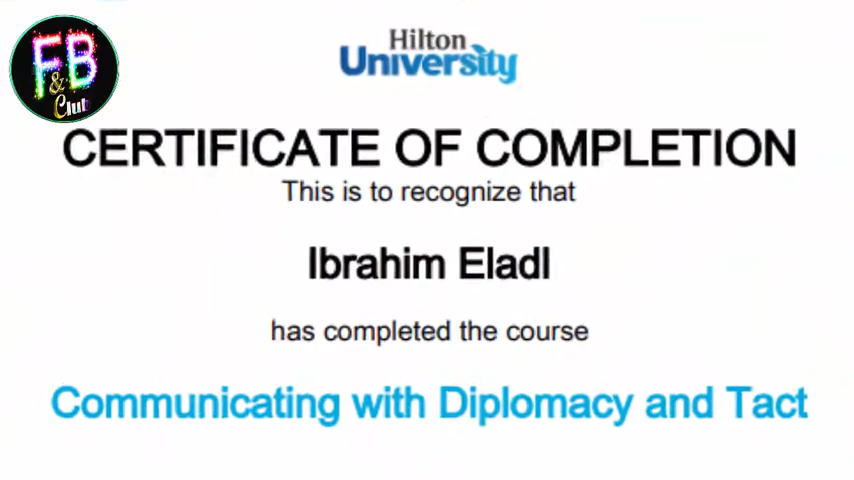 F&B
Club
Hilton
University
CERTIFICATE OF COMPLETION
This is to recognize that
Ibrahim Eladl
has completed the course
Communicating with Diplomacy and Tact